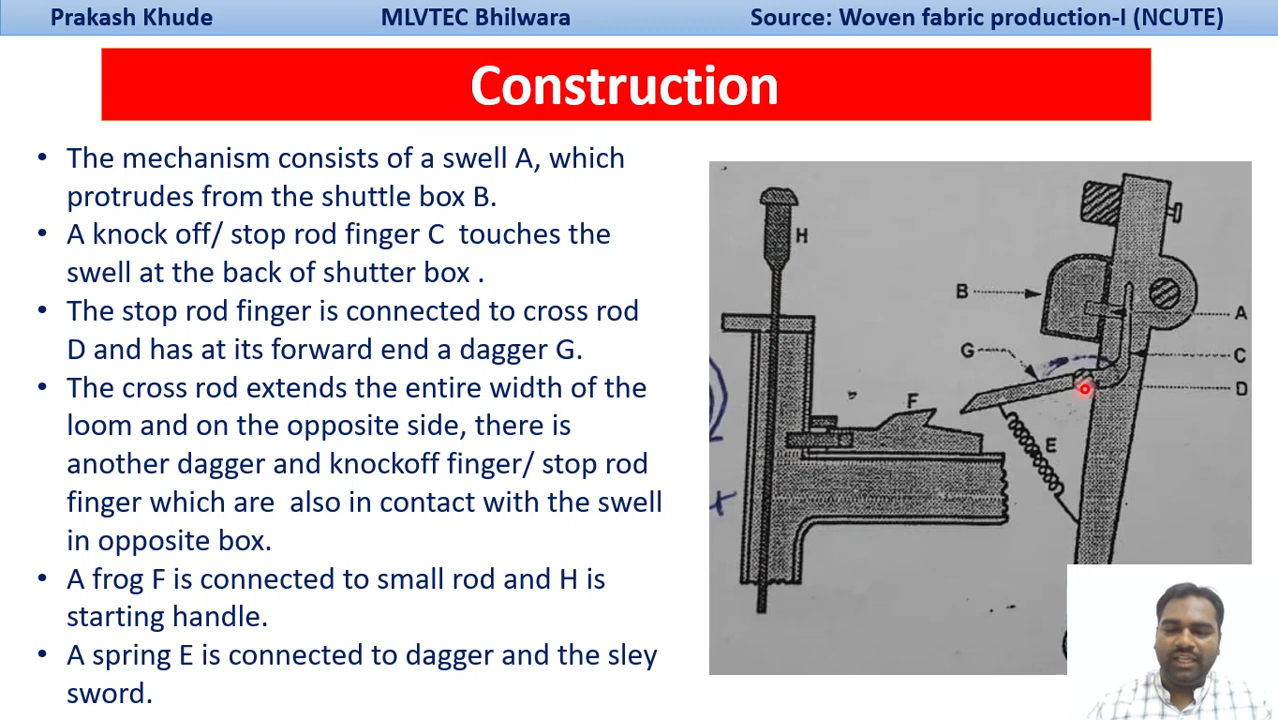 Prakash Khude
MLVTEC Bhilwara
Source: Woven fabric production-I (NCUTE)
Construction
• The mechanism consists of a swell A, which
protrudes from the shuttle box B.
• A knock off/ stop rod finger C touches the
swell at the back of shutter box .
• The stop rod finger is connected to cross rod
D and has at its forward end a dagger G.
• The cross rod extends the entire width of the
loom and on the opposite side, there is
another dagger and knockoff finger/ stop rod
finger which are also in contact with the swell
in opposite box.
• A frog F is connected to small rod and H is
starting handle.
• A spring E is connected to dagger and the sley
sword.
H
B
A
G
C
D
F
E